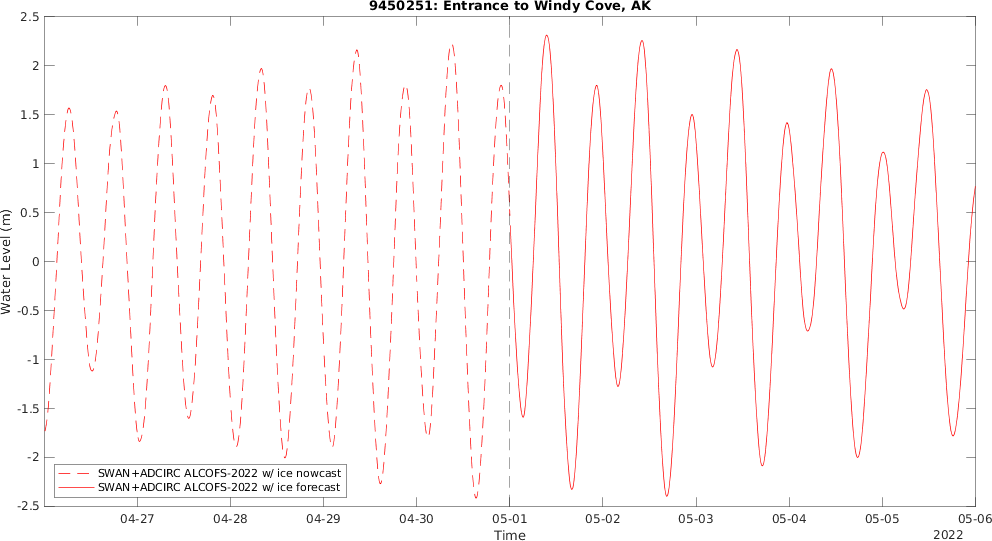 9450251: Entrance to Windy Cove, AK
2.5
2
1.5
1
0.5
0
-0.5
-1
-1.5
-2
-2.5
Water Level (m)
SWAN+ADCIRC ALCOFS-2022 w/ ice nowcast
SWAN+ADCIRC ALCOFS-2022 w/ ice forecast
04-27 04-28 04-29 04-30 05-01 05-02 05-03 05-04 05-05 05-06
Time
2022